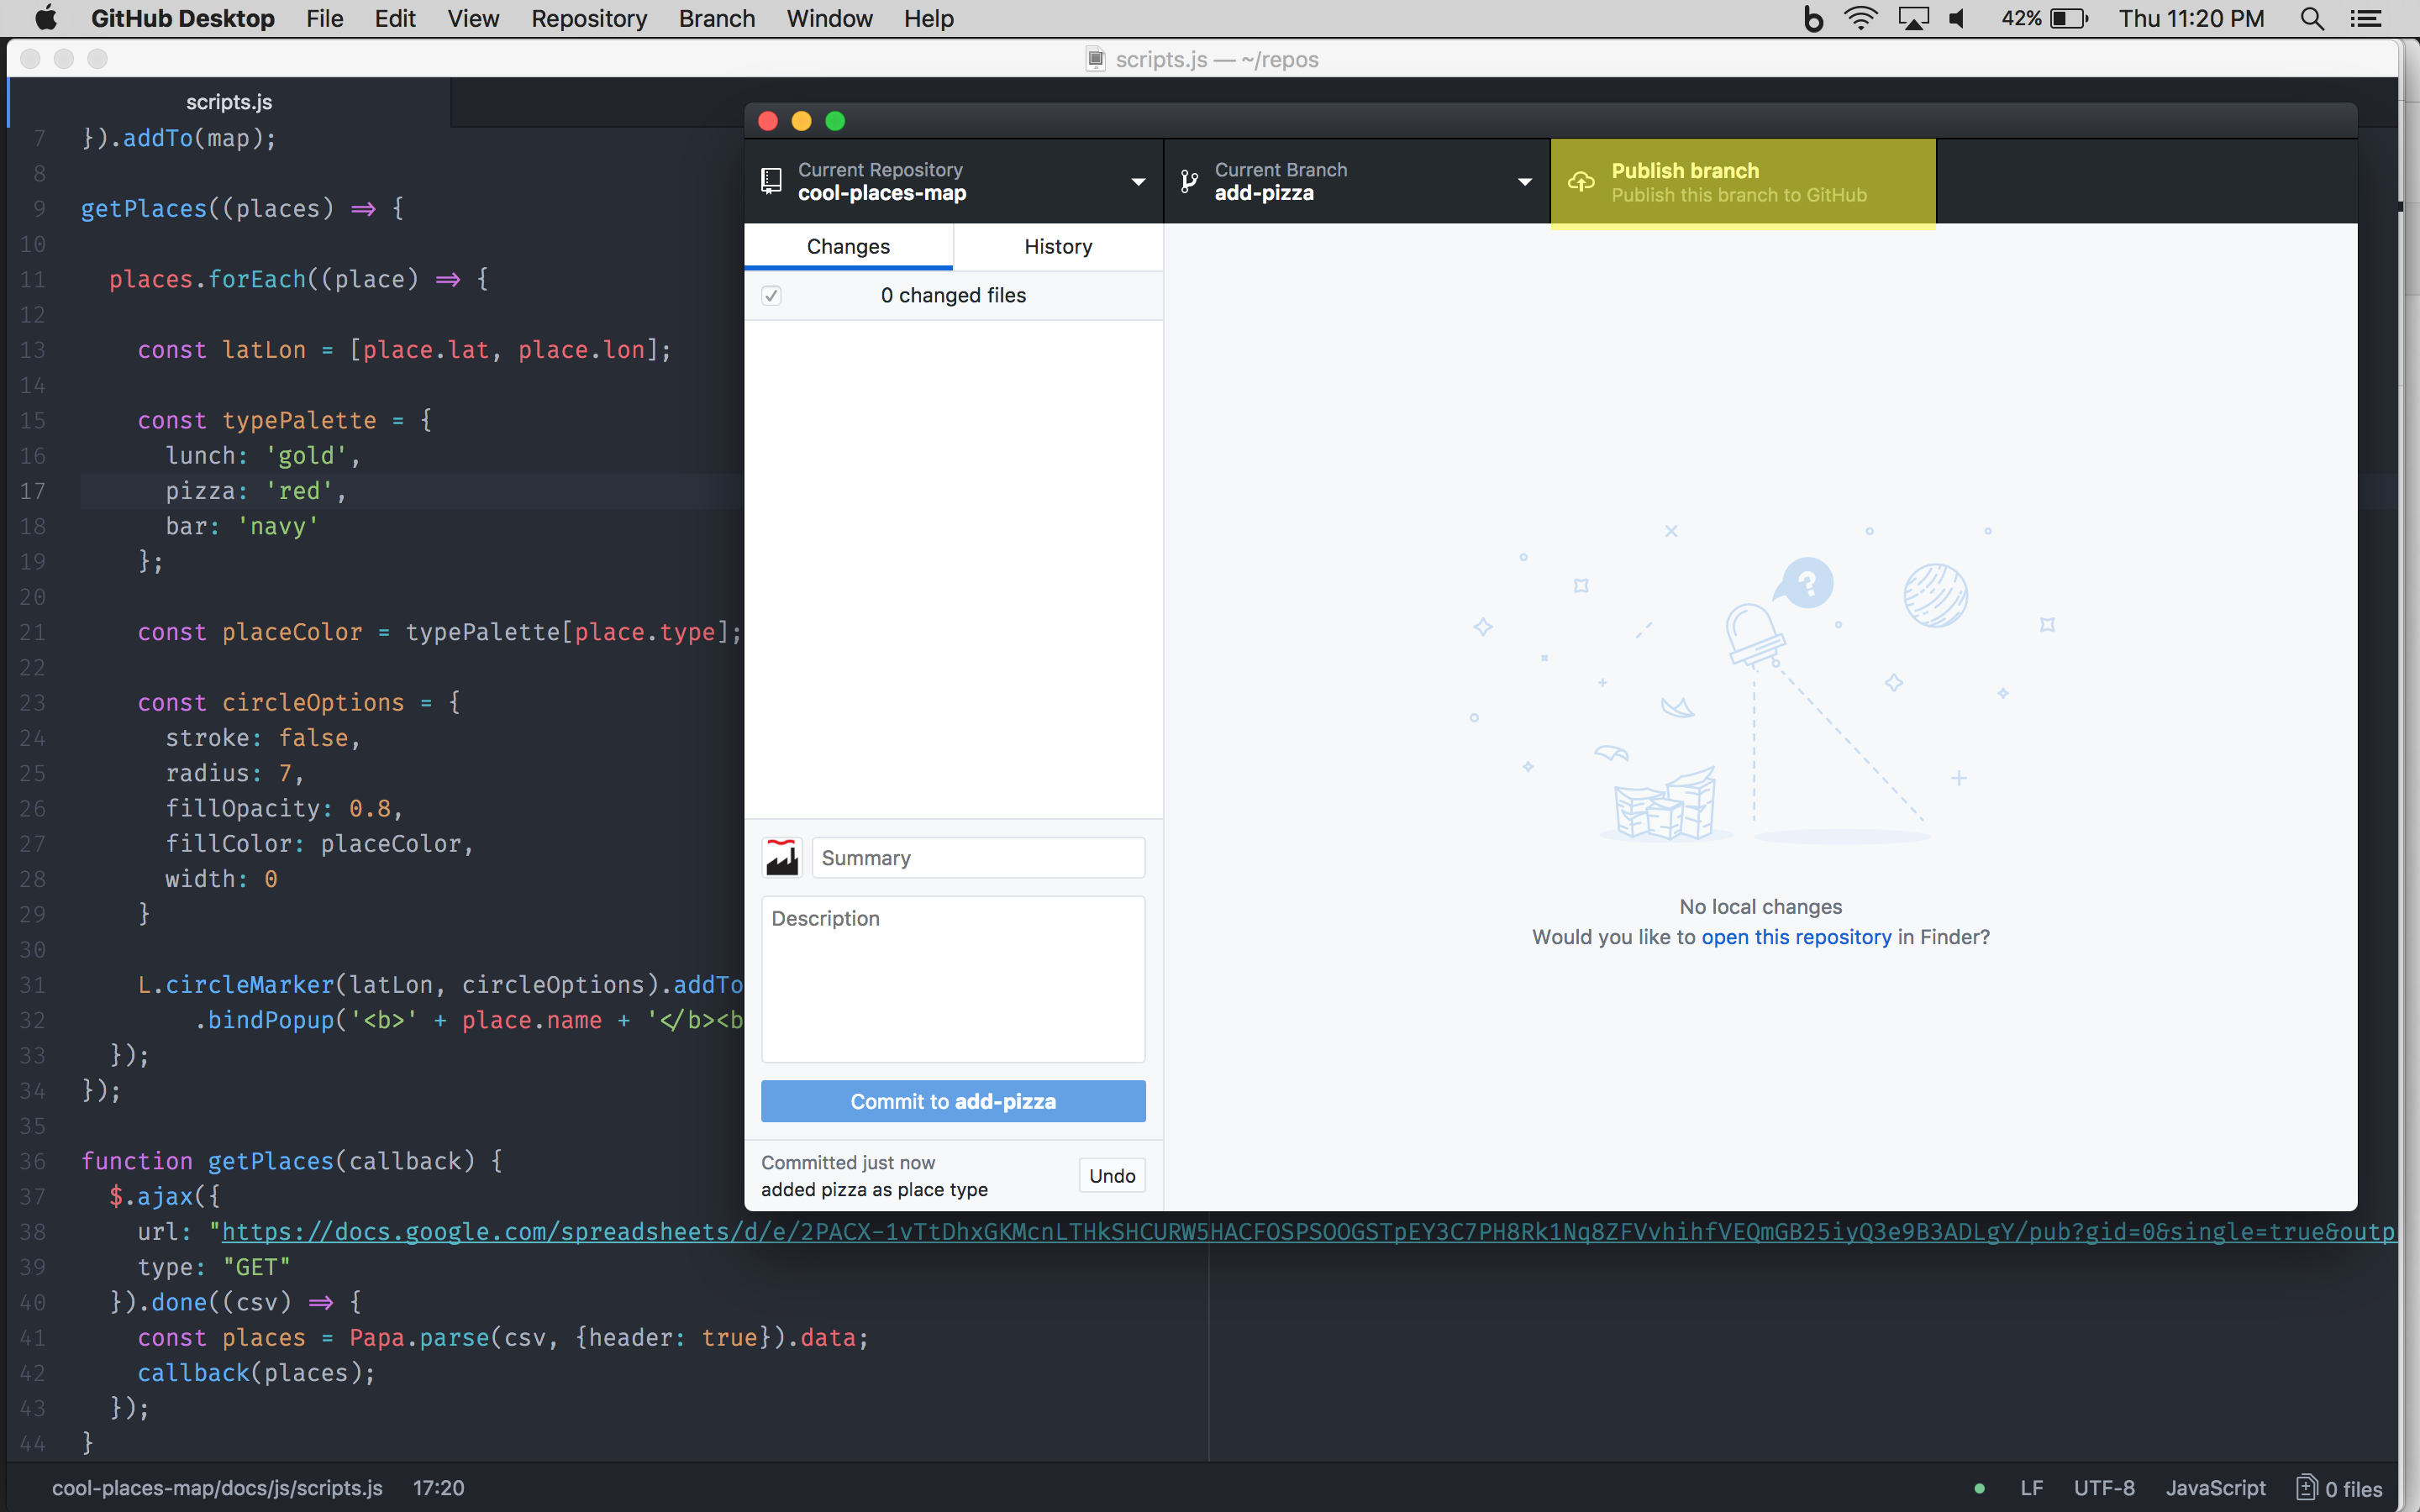 GitHub Desktop File Edit View Repository Branch Window Help 42% Thu 11:20 PM
scripts.js — ~/repos
scripts.js
7 }).addTo(map);
8
9 getPlaces((places) => {
10
11 places.forEach((place) => {
12
13 const latLon = [place.lat, place.lon];
14
15 const typePalette = {
16 lunch: 'gold',
17 pizza: 'red',
18 bar: 'navy'
19 };
20
21 const placeColor = typePalette[place.type];
22
23 const circleOptions = {
24 stroke: false,
25 radius: 7,
26 fillOpacity: 0.8,
27 fillColor: placeColor,
28 width: 0
29 }
30
31 L.circleMarker(latLon, circleOptions).addTo
32 .bindPopup('<b>' + place.name + '</b><b
33 });
34 });
35
36 function getPlaces(callback) {
37 $.ajax({
38 url: "https://docs.google.com/spreadsheets/d/e/2PACX-1vTtDhxGKMcnLTHkSHCURW5HACFOSPSOOGSTpEY3C7PH8Rk1Nq8ZFVvhihfVEQmGB25iyQ3e9B3ADLgY/pub?gid=0&single=true&outp
39 type: "GET"
40 }).done((csv) => {
41 const places = Papa.parse(csv, {header: true}).data;
42 callback(places);
43 });
44 }
Current Repository
cool-places-map
Current Branch
add-pizza
Publish branch
Publish this branch to GitHub
Changes History
0 changed files
?
No local changes
Would you like to open this repository in Finder?
Summary
Description
Commit to add-pizza
Committed just now
added pizza as place type
Undo
cool-places-map/docs/js/scripts.js 17:20 LF UTF-8 JavaScript 0 files